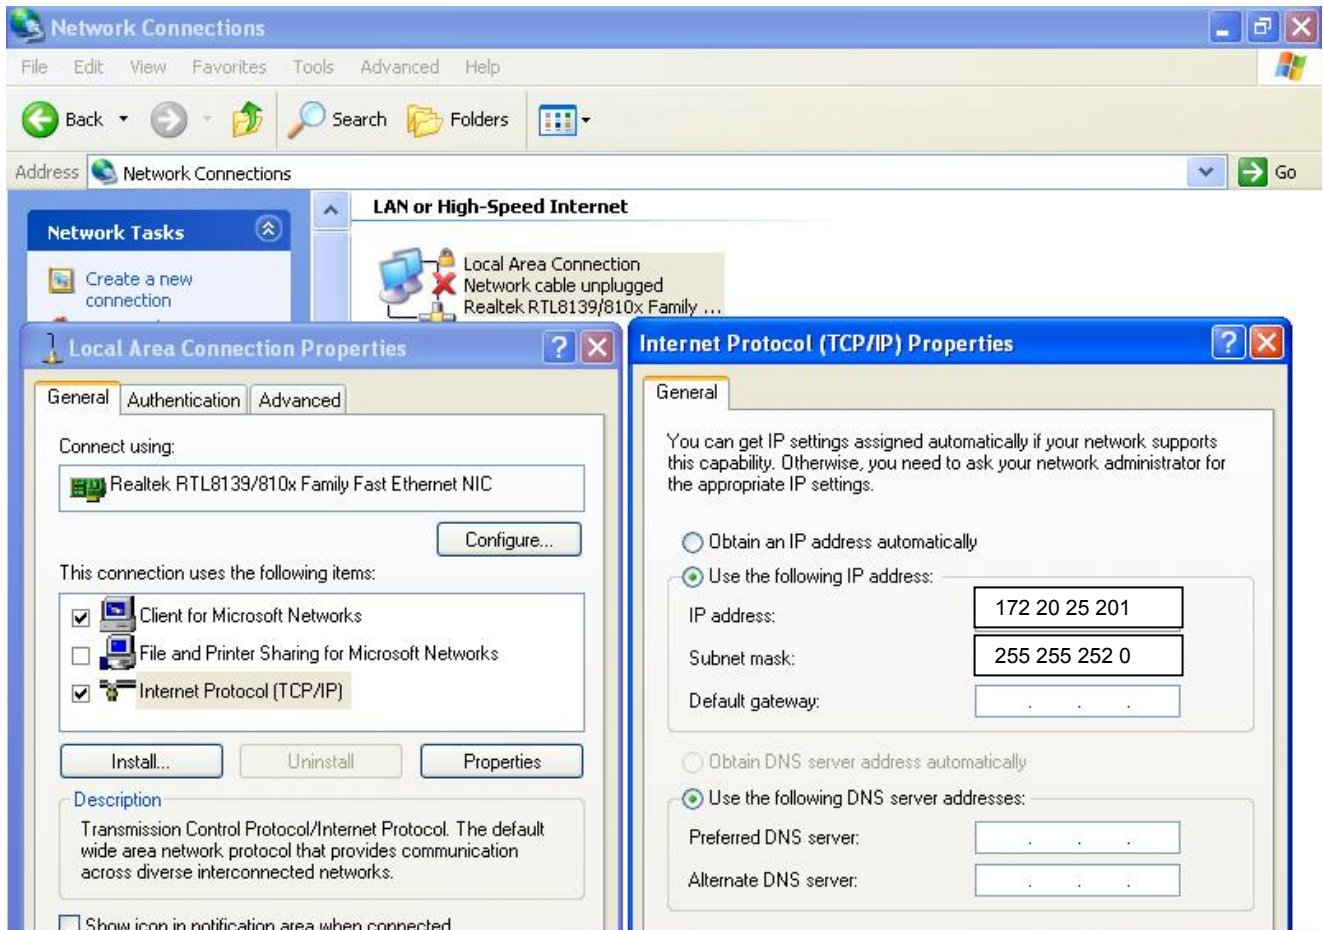 Network Connections
File Edit View Favorites Tools Advanced Help
Back Search Folders
Address Network Connections Go
Network Tasks
Create a new
connection
LAN or High-Speed Internet
Local Area Connection
Network cable unplugged
Realtek RTL8139/810x Family ...
Local Area Connection Properties
General Authentication Advanced
Connect using:
Realtek RTL8139/810x Family Fast Ethernet NIC
Configure...
This connection uses the following items:
Client for Microsoft Networks
File and Printer Sharing for Microsoft Networks
Internet Protocol (TCP/IP)
Install... Uninstall Properties
Description
Transmission Control Protocol/Internet Protocol. The default
wide area network protocol that provides communication
across diverse interconnected networks.
Show icon in notification area when connected
Internet Protocol (TCP/IP) Properties
General
You can get IP settings assigned automatically if your network supports
this capability. Otherwise, you need to ask your network administrator for
the appropriate IP settings.
Obtain an IP address automatically
Use the following IP address:
IP address: 172 20 25 201
Subnet mask: 255 255 252 0
Default gateway: . . .
Obtain DNS server address automatically
Use the following DNS server addresses:
Preferred DNS server: . . .
Alternate DNS server: . . .